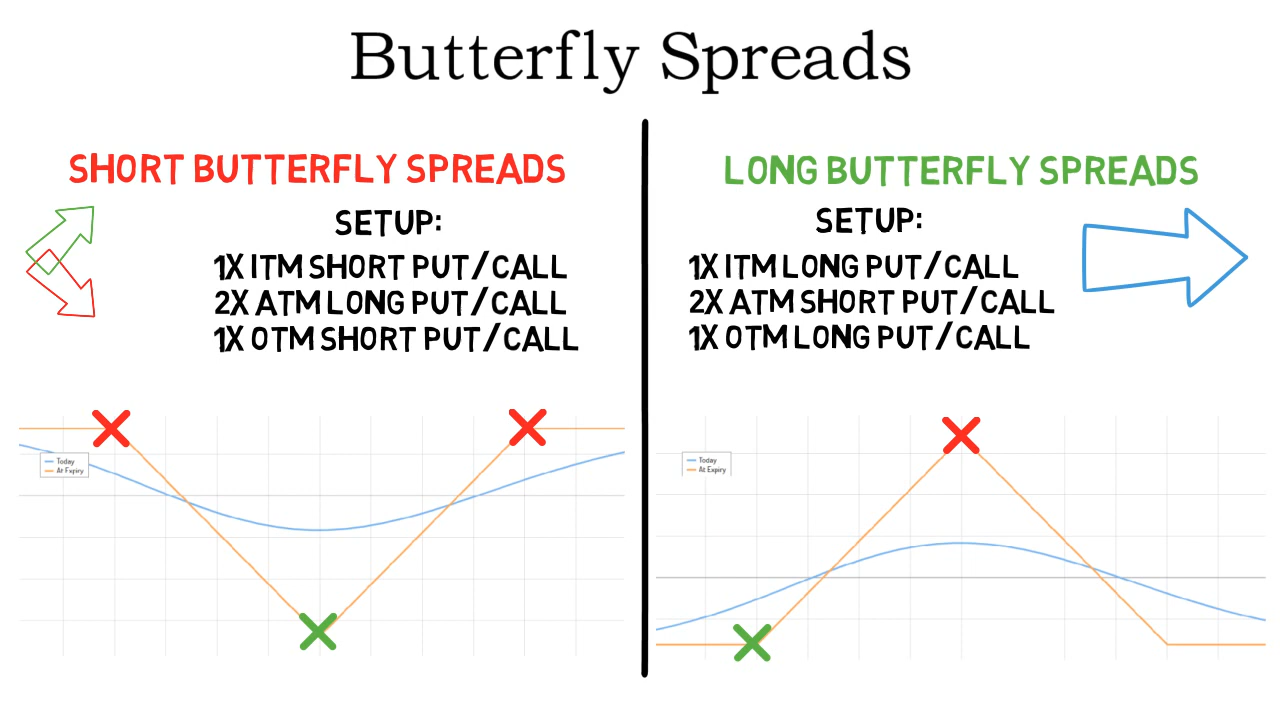 Butterfly Spreads
SHORT BUTTERFLY SPREADS
SETUP:
1X ITM SHORT PUT/CALL
2X ATM LONG PUT/CALL
1X OTM SHORT PUT/CALL
Today
At Expiry
LONG BUTTERFLY SPREADS
SETUP:
1X ITM LONG PUT/CALL
2X ATM SHORT PUT/CALL
1X OTM LONG PUT/CALL
Today
At Expiry